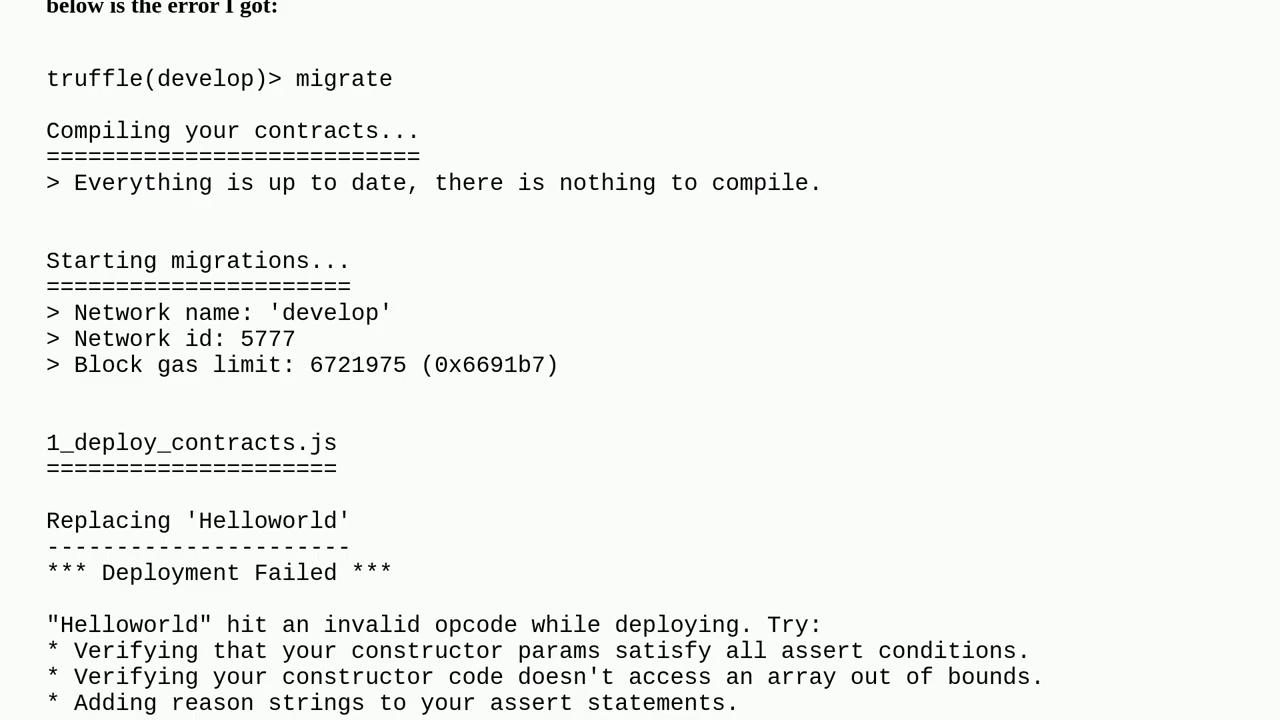 below is the error I got:
truffle(develop)> migrate
Compiling your contracts...
===========================
> Everything is up to date, there is nothing to compile.
Starting migrations...
======================
> Network name: 'develop'
> Network id: 5777
> Block gas limit: 6721975 (0x6691b7)
1_deploy_contracts.js
=====================
Replacing 'Helloworld'
----------------------
*** Deployment Failed ***
"Helloworld" hit an invalid opcode while deploying. Try:
* Verifying that your constructor params satisfy all assert conditions.
* Verifying your constructor code doesn't access an array out of bounds.
* Adding reason strings to your assert statements.